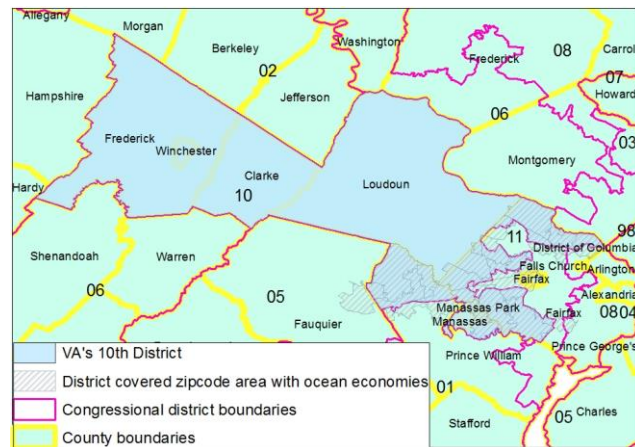 Allegany
Morgan
Washington
Frederick
08
Carrol
Berkeley
02
07
Howard
Hampshire
Jefferson
06
03
Frederick
Winchester
Montgomery
Clarke
Loudoun
Hardy
10
98
11
District of Columbia
Shenandoah
Warren
Falls Church
Arlington
Fairfax
06
05
Alexandria
Manassas Park
Fairfax
0804
Fauquier
Manassas
Prince William
Prince George's
VA's 10th District
District covered zipcode area with ocean economies
Congressional district boundaries
01
05
Charles
County boundaries
Stafford